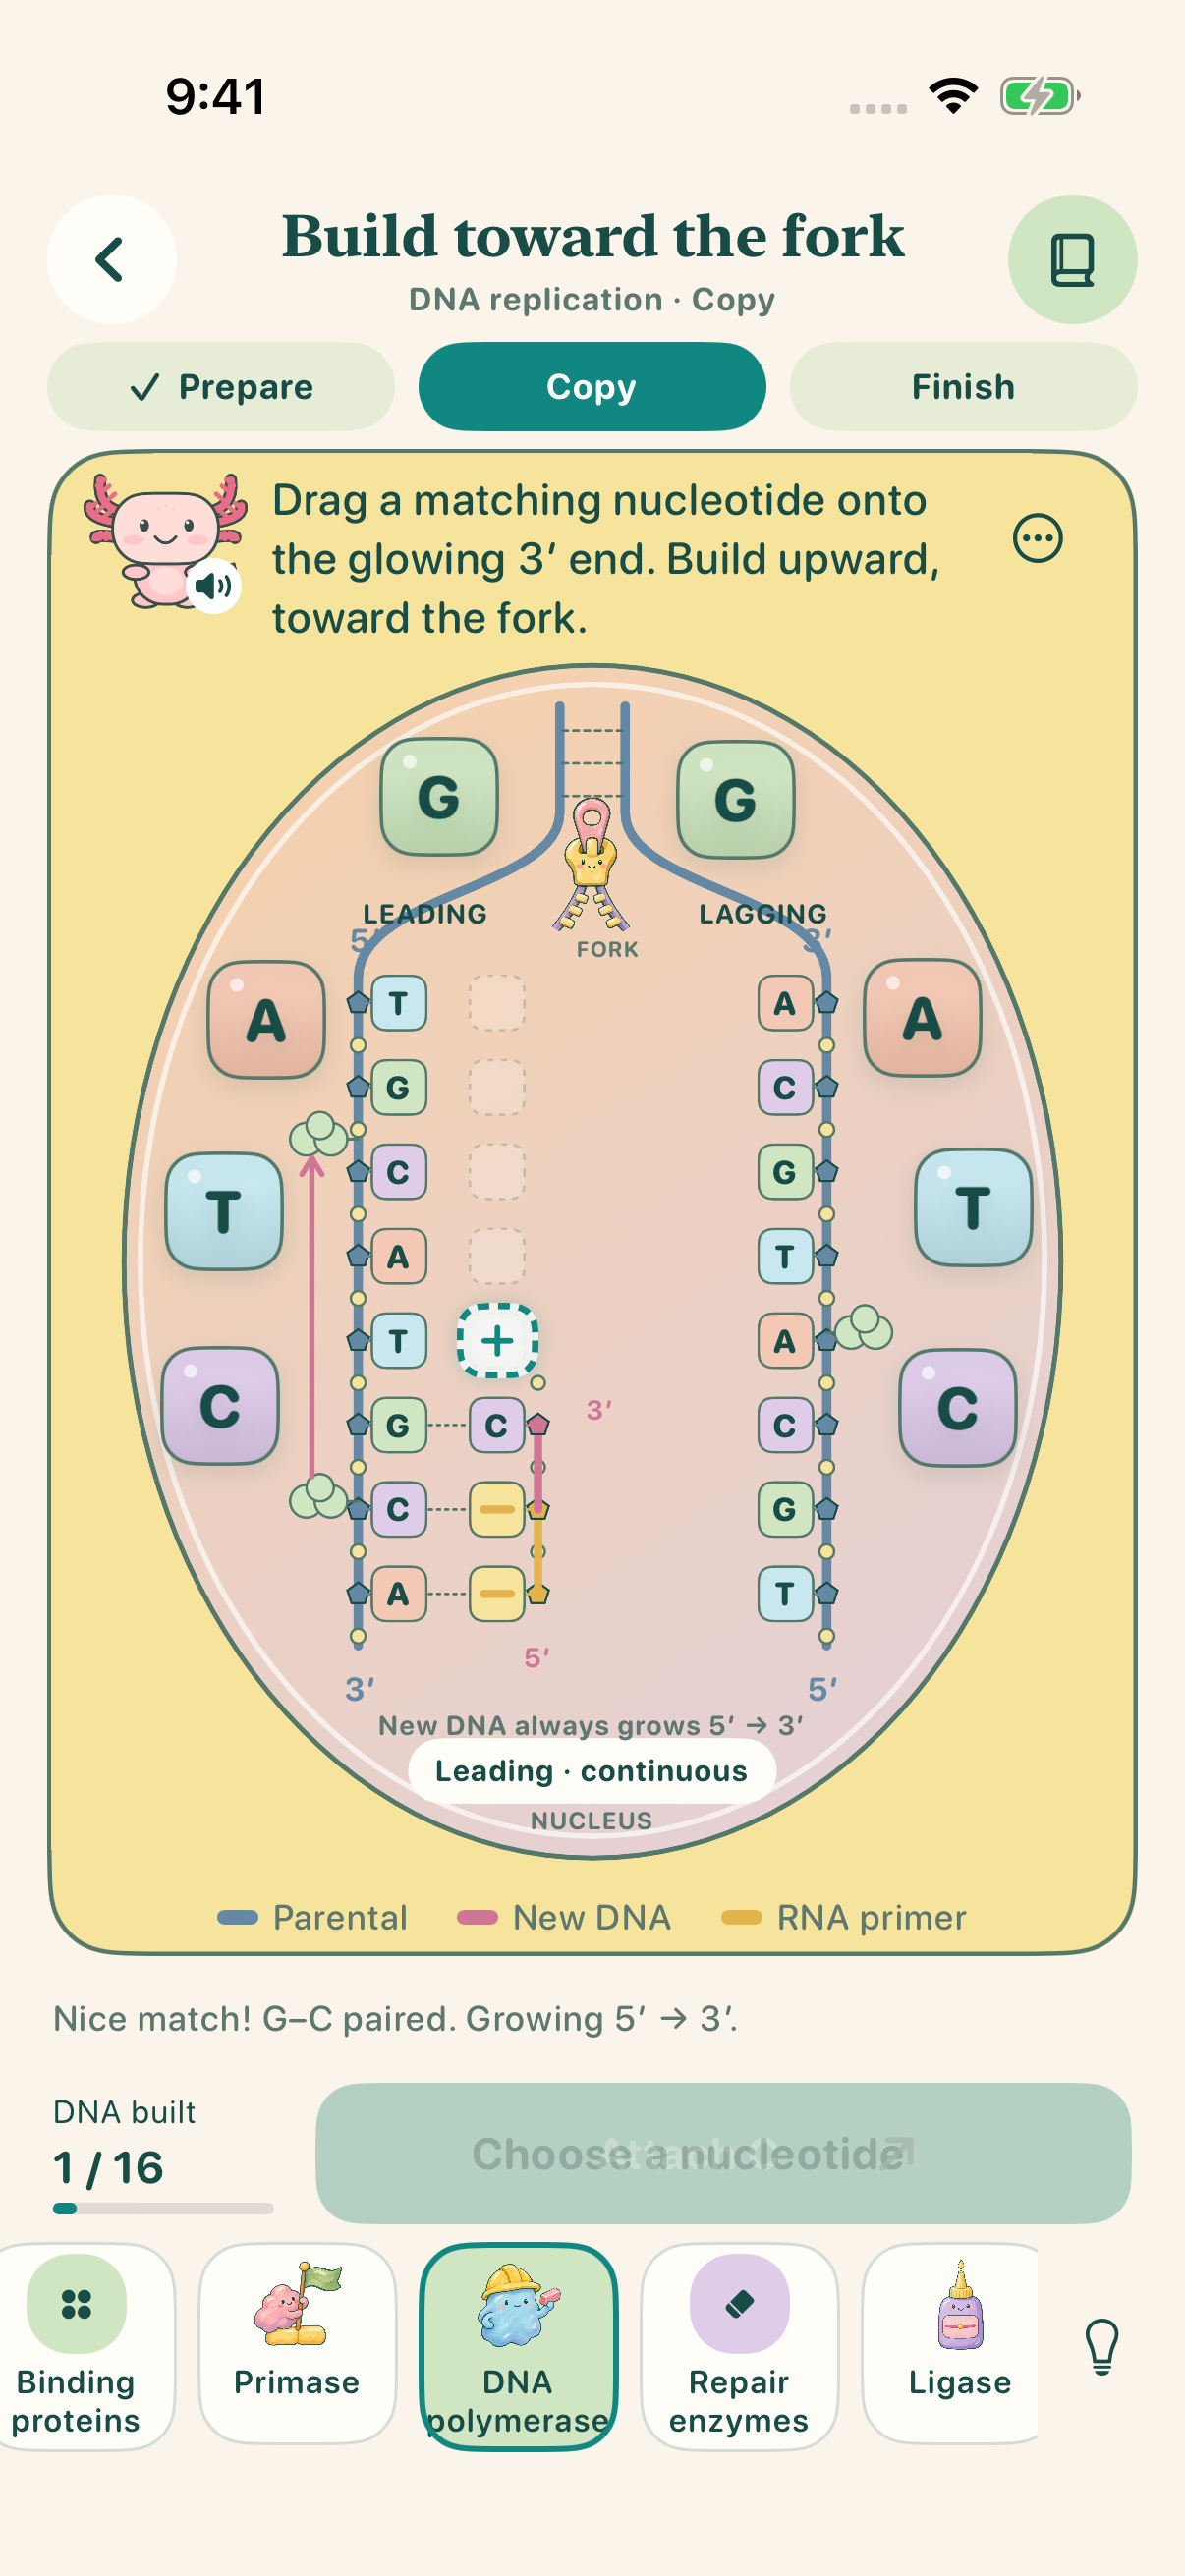 9:41
Build toward the fork
DNA replication · Copy
Prepare
Copy
Finish
Drag a matching nucleotide onto
the glowing 3′ end. Build upward,
toward the fork.
G
G
LEADING
LAGGING
5′
3′
FORK
A
T
A
A
G
C
C
G
T
T
A
T
T
A
C
G
C
3′
C
C
C
G
A
T
5′
3′
5′
New DNA always grows 5′ → 3′
Leading · continuous
NUCLEUS
Parental
New DNA
RNA primer
Nice match! G–C paired. Growing 5′ → 3′.
DNA built
1 / 16
Choose a nucleotide
Binding
proteins
Primase
DNA
polymerase
Repair
enzymes
Ligase